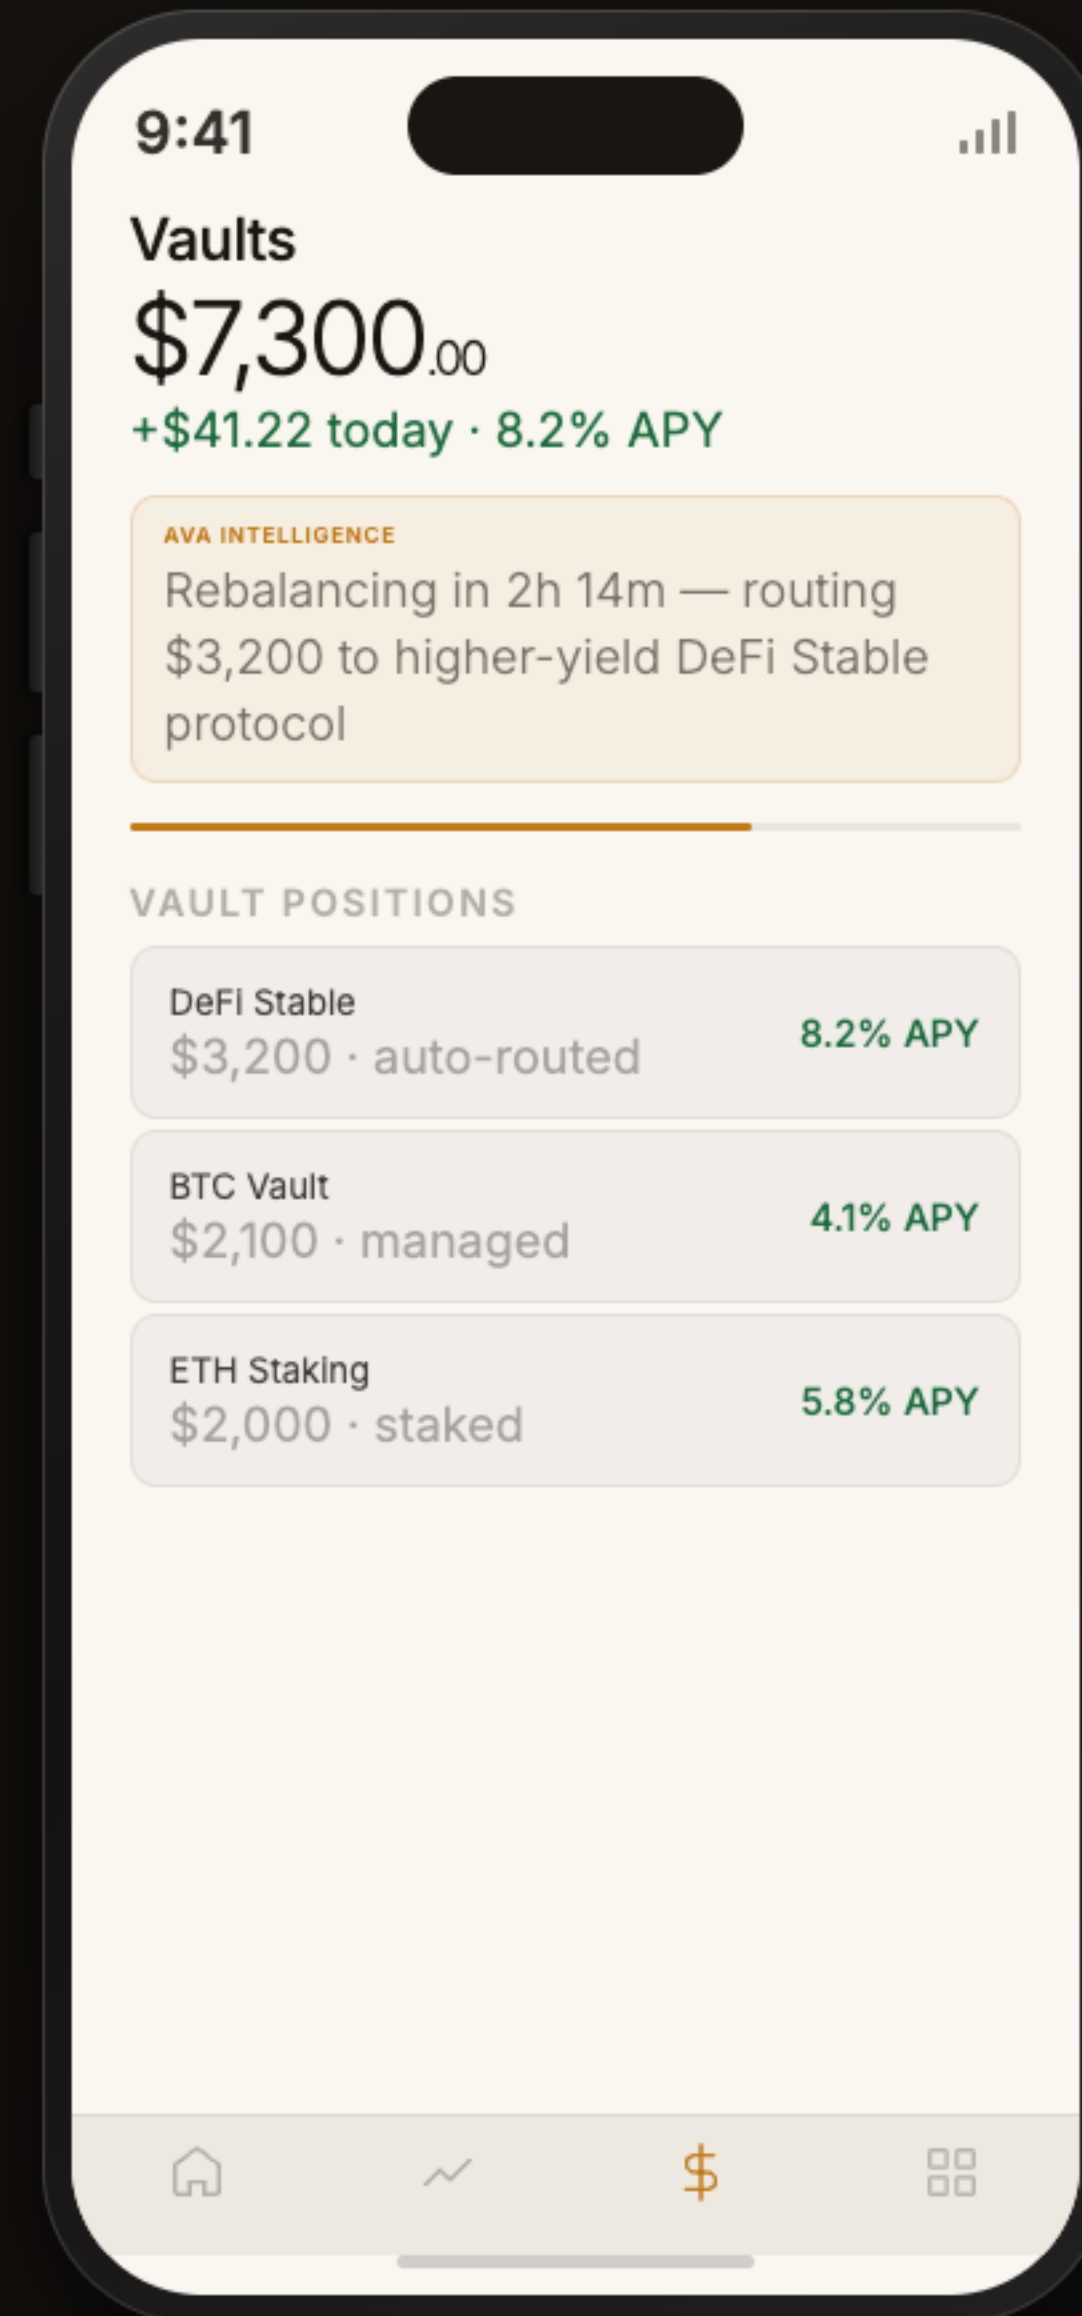 9:41
Vaults
$7,300.00
+$41.22 today · 8.2% APY
AVA INTELLIGENCE
Rebalancing in 2h 14m — routing
$3,200 to higher-yield DeFi Stable
protocol
VAULT POSITIONS
DeFi Stable
$3,200 · auto-routed
8.2% APY
BTC Vault
$2,100 · managed
4.1% APY
ETH Staking
$2,000 · staked
5.8% APY
$